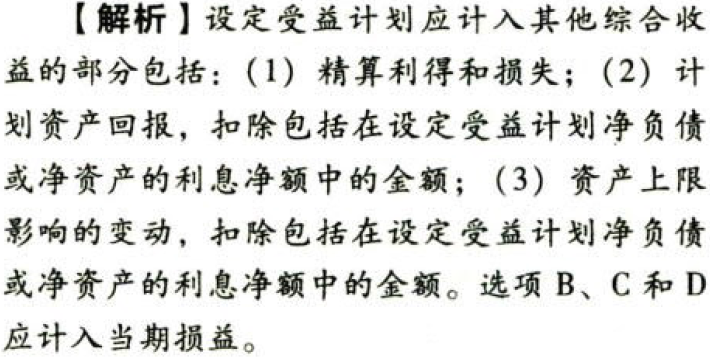 【解析】设定受益计划应计入其他综合收
益的部分包括：（1）精算利得和损失；（2）计
划资产回报，扣除包括在设定受益计划净负债
或净资产的利息净额中的金额；（3）资产上限
影响的变动，扣除包括在设定受益计划净负债
或净资产的利息净额中的金额。选项 B、C 和 D
应计入当期损益。